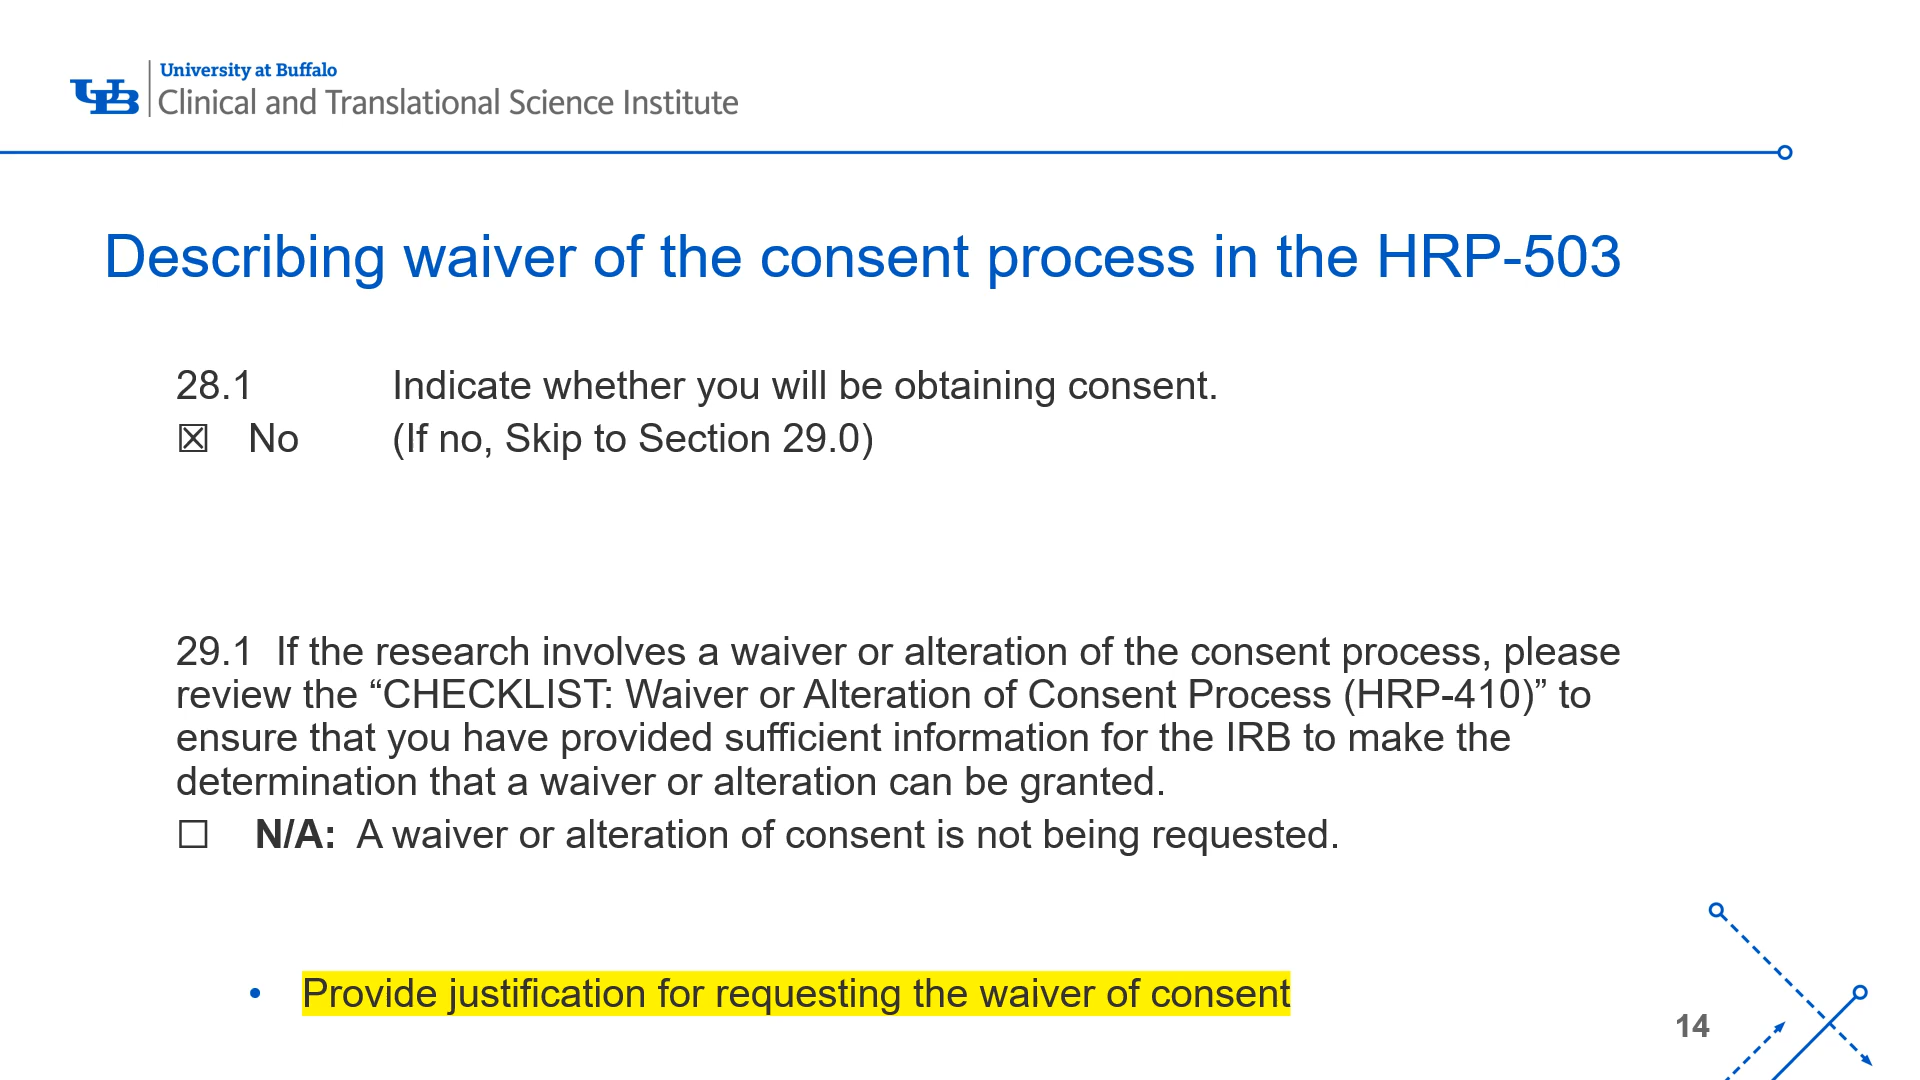 University at Buffalo
UB
Clinical and Translational Science Institute
Describing waiver of the consent process in the HRP-503
28.1 Indicate whether you will be obtaining consent.
☒ No (If no, Skip to Section 29.0)
29.1 If the research involves a waiver or alteration of the consent process, please
review the “CHECKLIST: Waiver or Alteration of Consent Process (HRP-410)” to
ensure that you have provided sufficient information for the IRB to make the
determination that a waiver or alteration can be granted.
☐ N/A: A waiver or alteration of consent is not being requested.
• Provide justification for requesting the waiver of consent
14